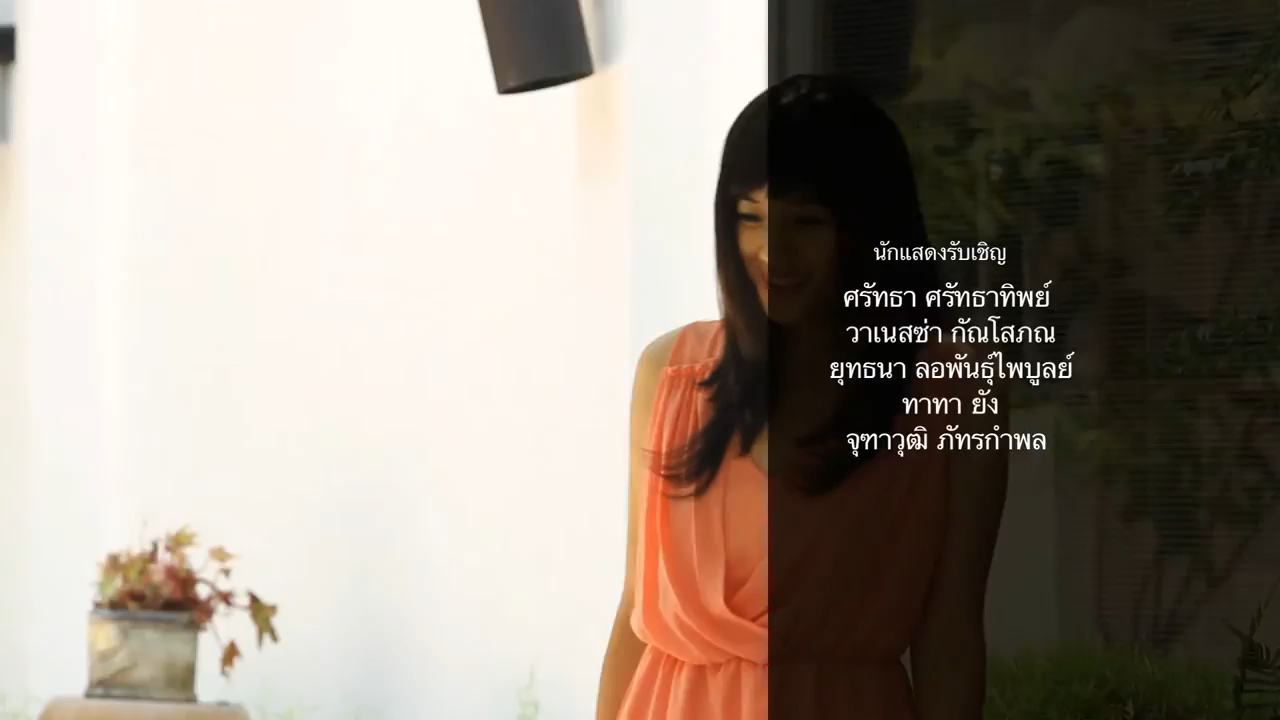 นักแสดงรับเชิญ
ศรัทธา ศรัทธาทิพย์
วาเนสซ่า กัณโสภณ
ยุทธนา ลอพันธุ์ไพบูลย์
ทาทา ยัง
จุฑาวุฒิ ภัทรกำพล